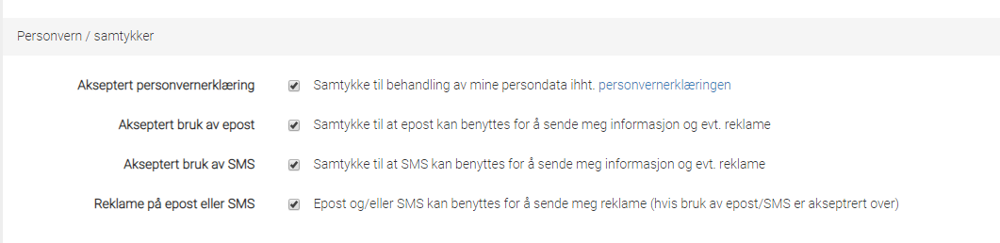 Personvern / samtykker
Akseptert personvernerklæring Samtykke til behandling av mine persondata ihht. personvernerklæringen
Akseptert bruk av epost Samtykke til at epost kan benyttes for å sende meg informasjon og evt. reklame
Akseptert bruk av SMS Samtykke til at SMS kan benyttes for å sende meg informasjon og evt. reklame
Reklame på epost eller SMS Epost og/eller SMS kan benyttes for å sende meg reklame (hvis bruk av epost/SMS er akseptrert over)